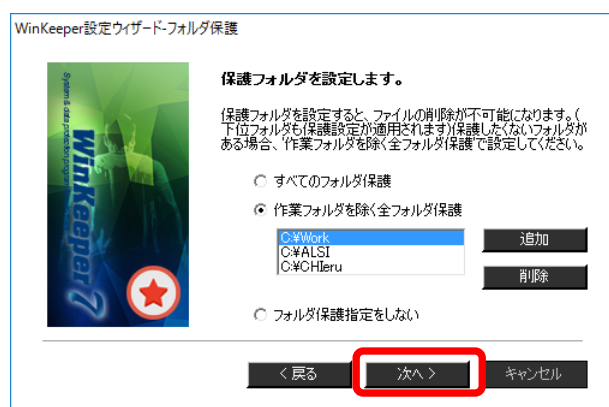 WinKeeper設定ウィザード-フォルダ保護
System & data protection program
WinKeeper 7
保護フォルダを設定します。
保護フォルダを設定すると、ファイルの削除が不可能になります。(
下位フォルダも保護設定が適用されます)保護したくないフォルダが
ある場合、'作業フォルダを除く全フォルダ保護'で設定してください。
すべてのフォルダ保護
作業フォルダを除く全フォルダ保護
C:¥Work
C:¥ALSI
C:¥CHIeru
追加
削除
フォルダ保護指定をしない
< 戻る
次へ >
キャンセル